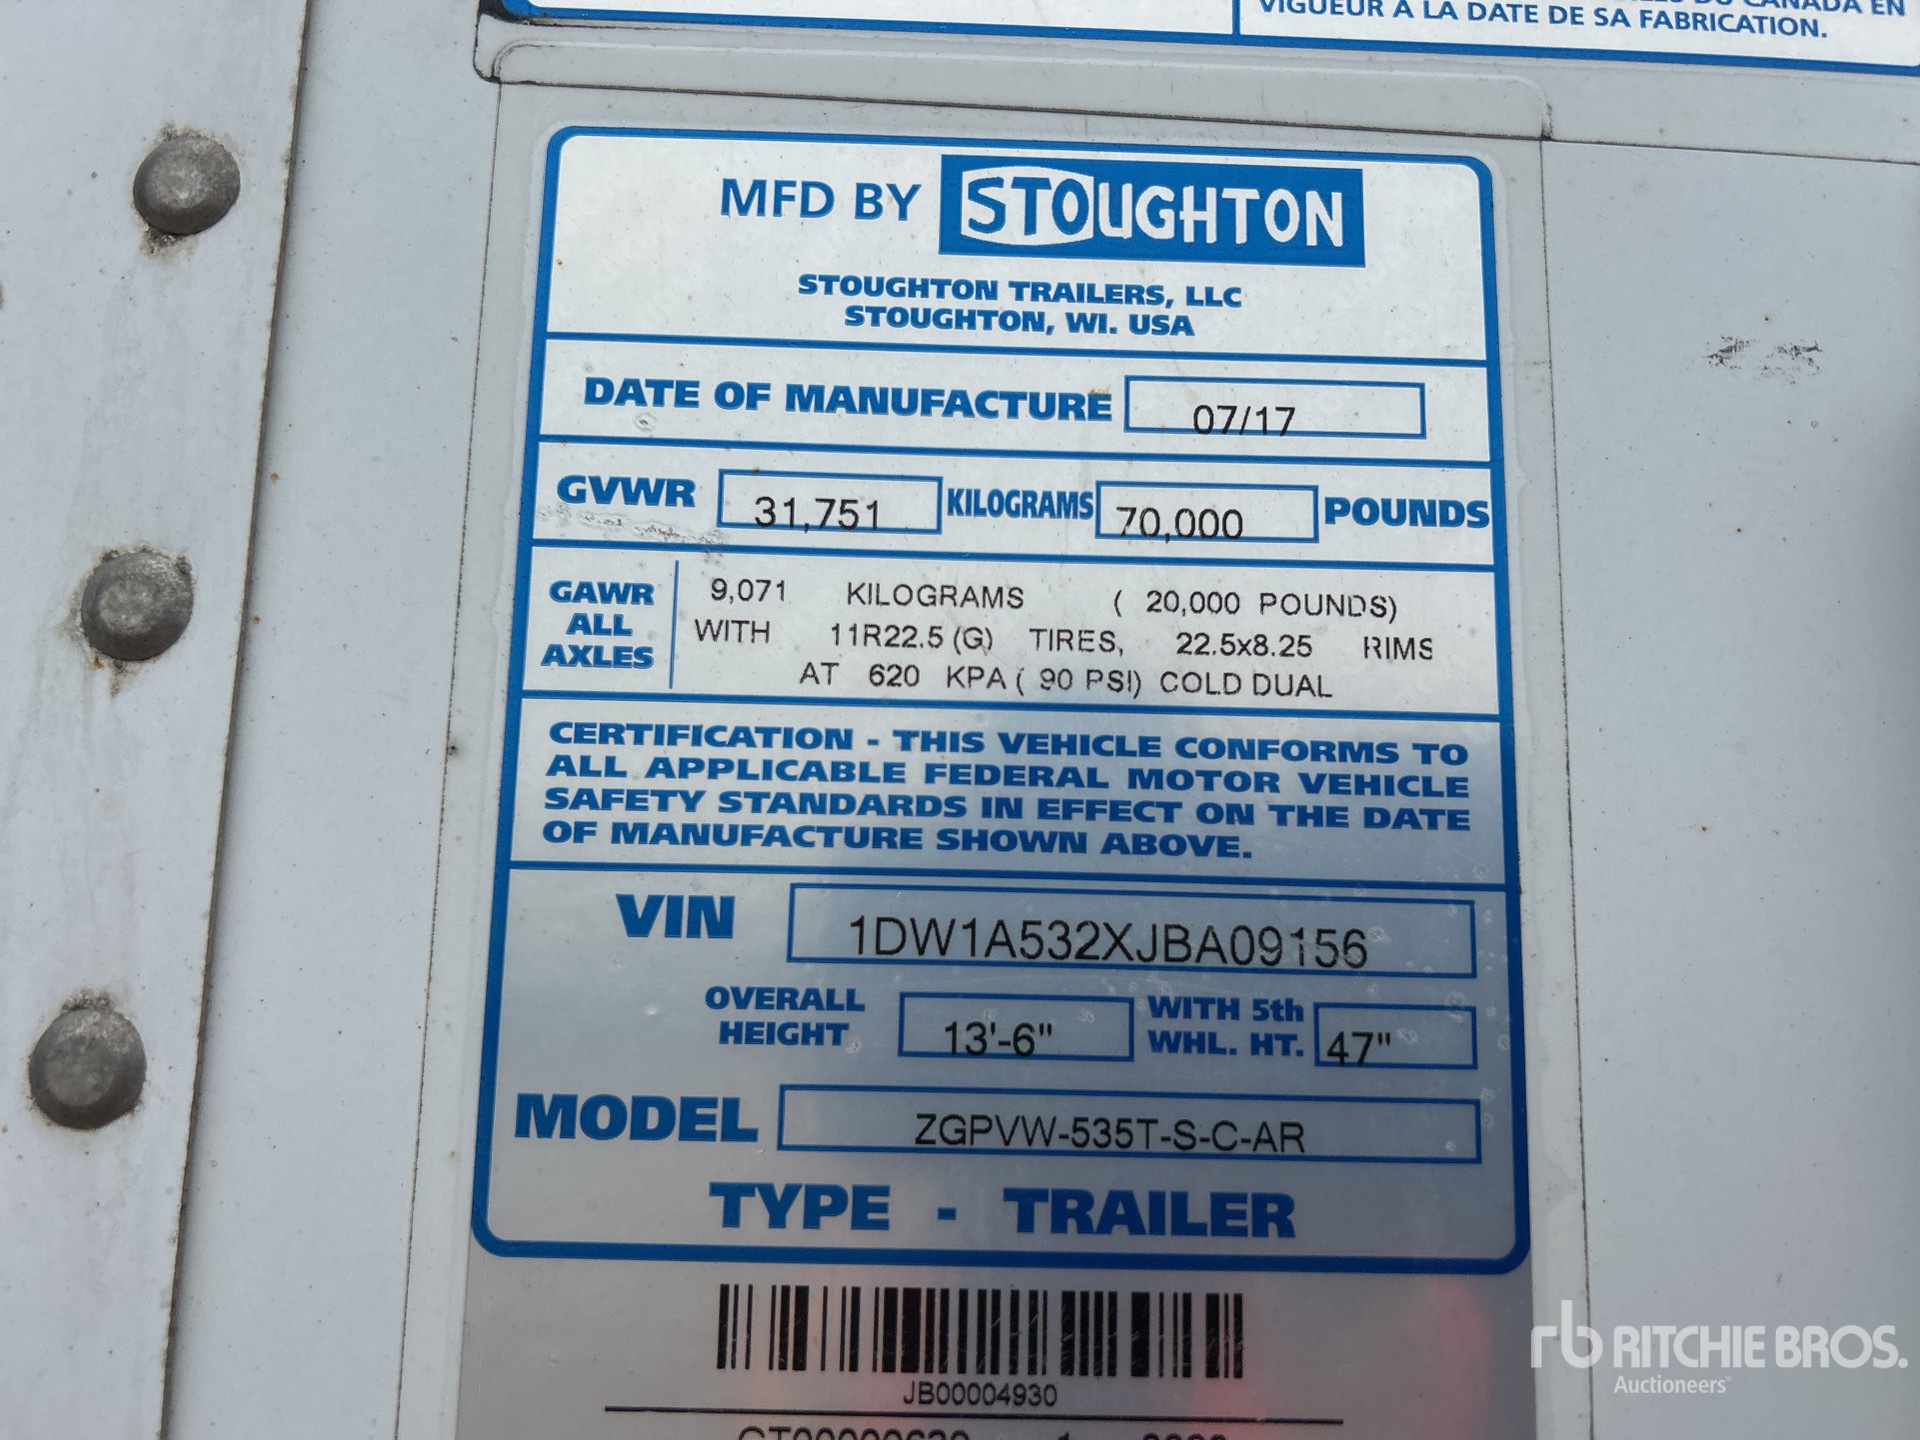 CANADA EN
VIGUEUR A LA DATE DE SA FABRICATION.
MFD BY STOUGHTON
STOUGHTON TRAILERS, LLC
STOUGHTON, WI. USA
DATE OF MANUFACTURE 07/17
GVWR 31,751 KILOGRAMS 70,000 POUNDS
GAWR ALL AXLES
9,071 KILOGRAMS ( 20,000 POUNDS)
WITH 11R22.5 (G) TIRES, 22.5x8.25 RIMS
AT 620 KPA ( 90 PSI) COLD DUAL
CERTIFICATION - THIS VEHICLE CONFORMS TO
ALL APPLICABLE FEDERAL MOTOR VEHICLE
SAFETY STANDARDS IN EFFECT ON THE DATE
OF MANUFACTURE SHOWN ABOVE.
VIN 1DW1A532XJBA09156
OVERALL HEIGHT 13'-6" WITH 5th WHL. HT. 47"
MODEL ZGPVW-535T-S-C-AR
TYPE - TRAILER
JB00004930
rb RITCHIE BROS.
Auctioneers